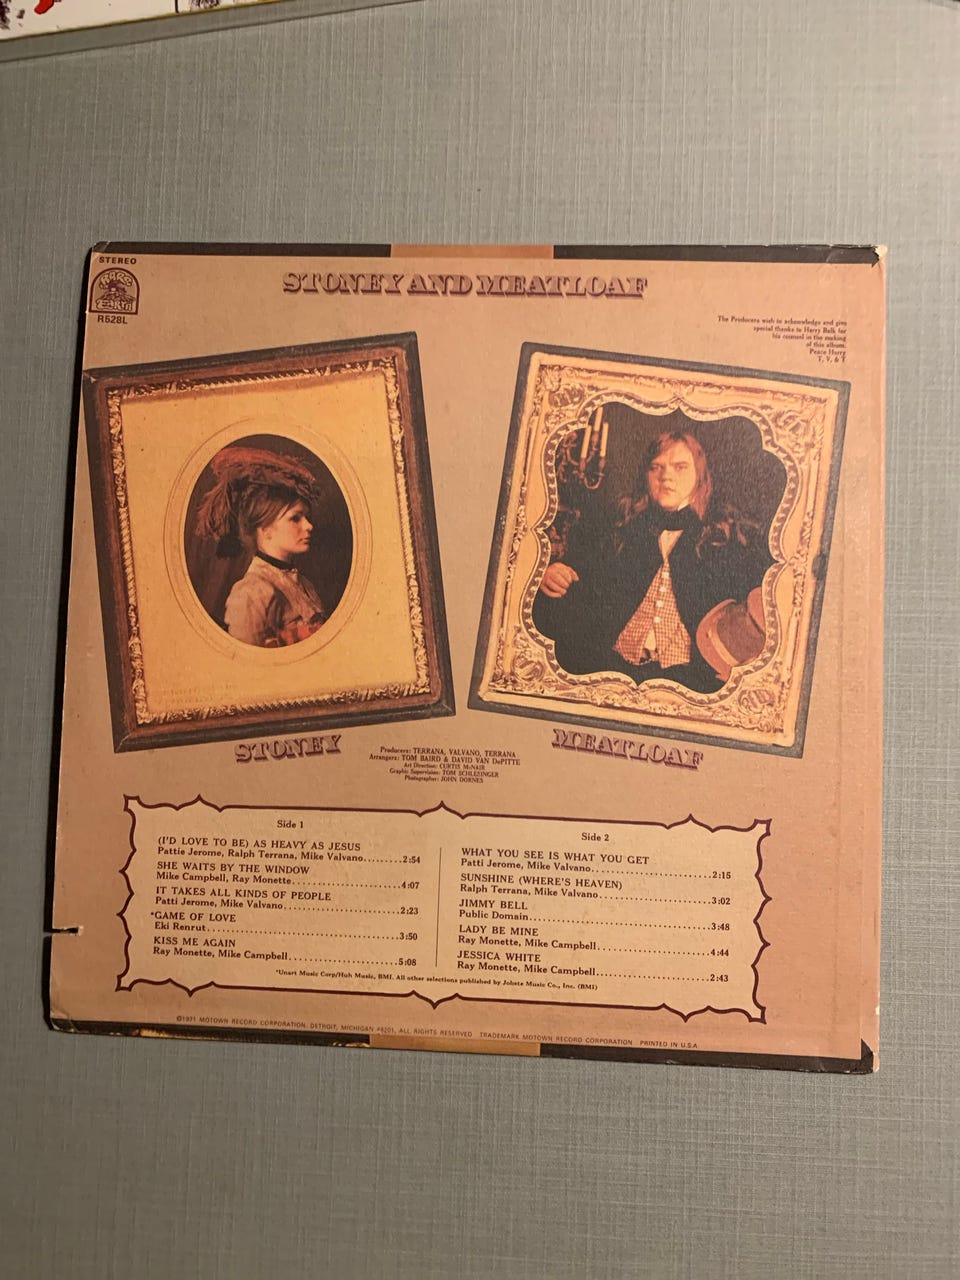 STEREO
RARE
EARTH
R528L
STONEY AND MEATLOAF
The Producers wish to acknowledge and give
special thanks to Harry Balk for
his counsel in the making
of this album.
Peace Harry
T, V, & T
STONEY
MEATLOAF
Producers: TERRANA, VALVANO, TERRANA
Arrangers: TOM BAIRD & DAVID VAN DePITTE
Art Direction: CURTIS McNAIR
Graphic Supervision: TOM SCHLESINGER
Photographer: JOHN DORNES
Side 1
(I'D LOVE TO BE) AS HEAVY AS JESUS
Pattie Jerome, Ralph Terrana, Mike Valvano........2:54
SHE WAITS BY THE WINDOW
Mike Campbell, Ray Monette........4:07
IT TAKES ALL KINDS OF PEOPLE
Patti Jerome, Mike Valvano........2:23
*GAME OF LOVE
Eki Renrut........3:50
KISS ME AGAIN
Ray Monette, Mike Campbell........5:08
Side 2
WHAT YOU SEE IS WHAT YOU GET
Patti Jerome, Mike Valvano........2:15
SUNSHINE (WHERE'S HEAVEN)
Ralph Terrana, Mike Valvano........3:02
JIMMY BELL
Public Domain........3:48
LADY BE MINE
Ray Monette, Mike Campbell........4:44
JESSICA WHITE
Ray Monette, Mike Campbell........2:43
*Unart Music Corp/Huh Music, BMI. All other selections published by Jobete Music Co., Inc. (BMI)
©1971 MOTOWN RECORD CORPORATION, DETROIT, MICHIGAN 48201, ALL RIGHTS RESERVED TRADEMARK MOTOWN RECORD CORPORATION PRINTED IN U.S.A.